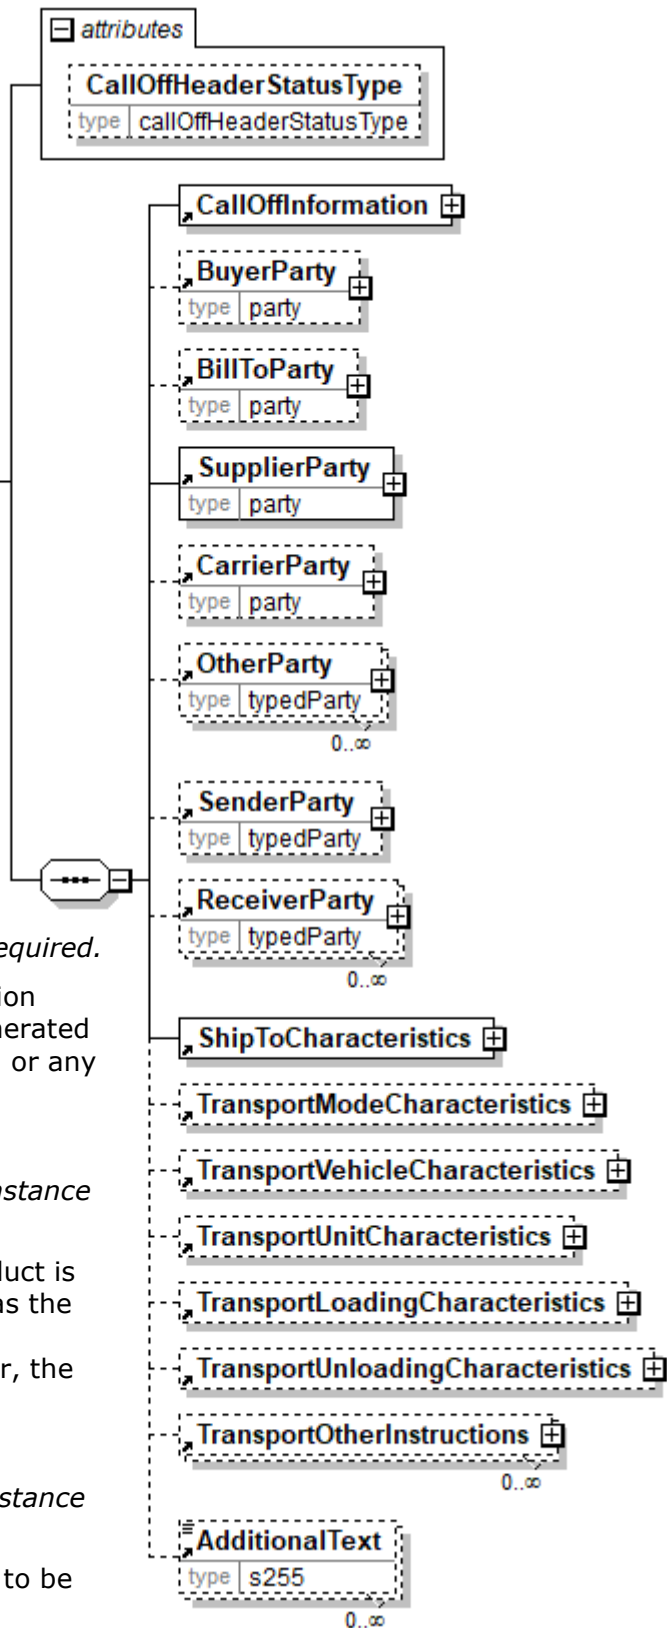 attributes
CallOffHeaderStatusType
type callOffHeaderStatusType
CallOffInformation
BuyerParty
type party
BillToParty
type party
SupplierParty
type party
CarrierParty
type party
OtherParty
type typedParty
0..∞
SenderParty
type typedParty
ReceiverParty
type typedParty
0..∞
equired.
ion
nerated
or any
nstance
duct is
as the
r, the
stance
to be
ShipToCharacteristics
TransportModeCharacteristics
TransportVehicleCharacteristics
TransportUnitCharacteristics
TransportLoadingCharacteristics
TransportUnloadingCharacteristics
TransportOtherInstructions
0..∞
AdditionalText
type s255
0..∞